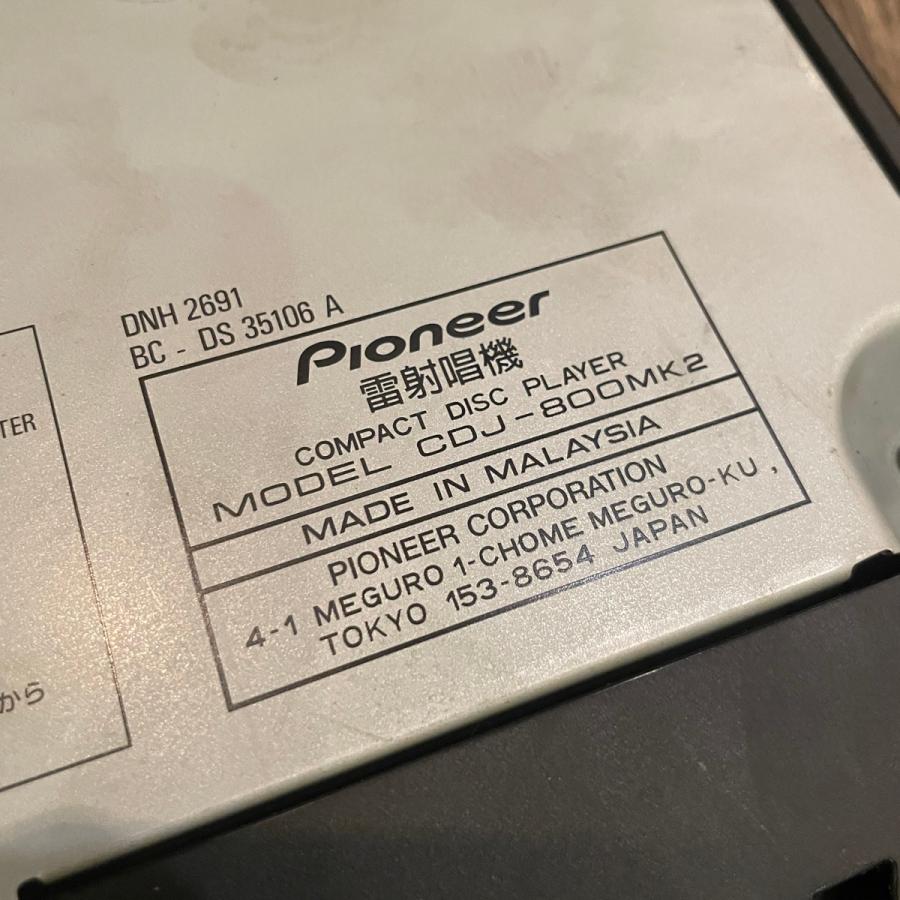 DNH 2691
BC - DS 35106 A
Pioneer
雷射唱機
COMPACT DISC PLAYER
MODEL CDJ-800MK2
MADE IN MALAYSIA
PIONEER CORPORATION
4-1 MEGURO 1-CHOME MEGURO-KU,
TOKYO 153-8654 JAPAN
TER
から